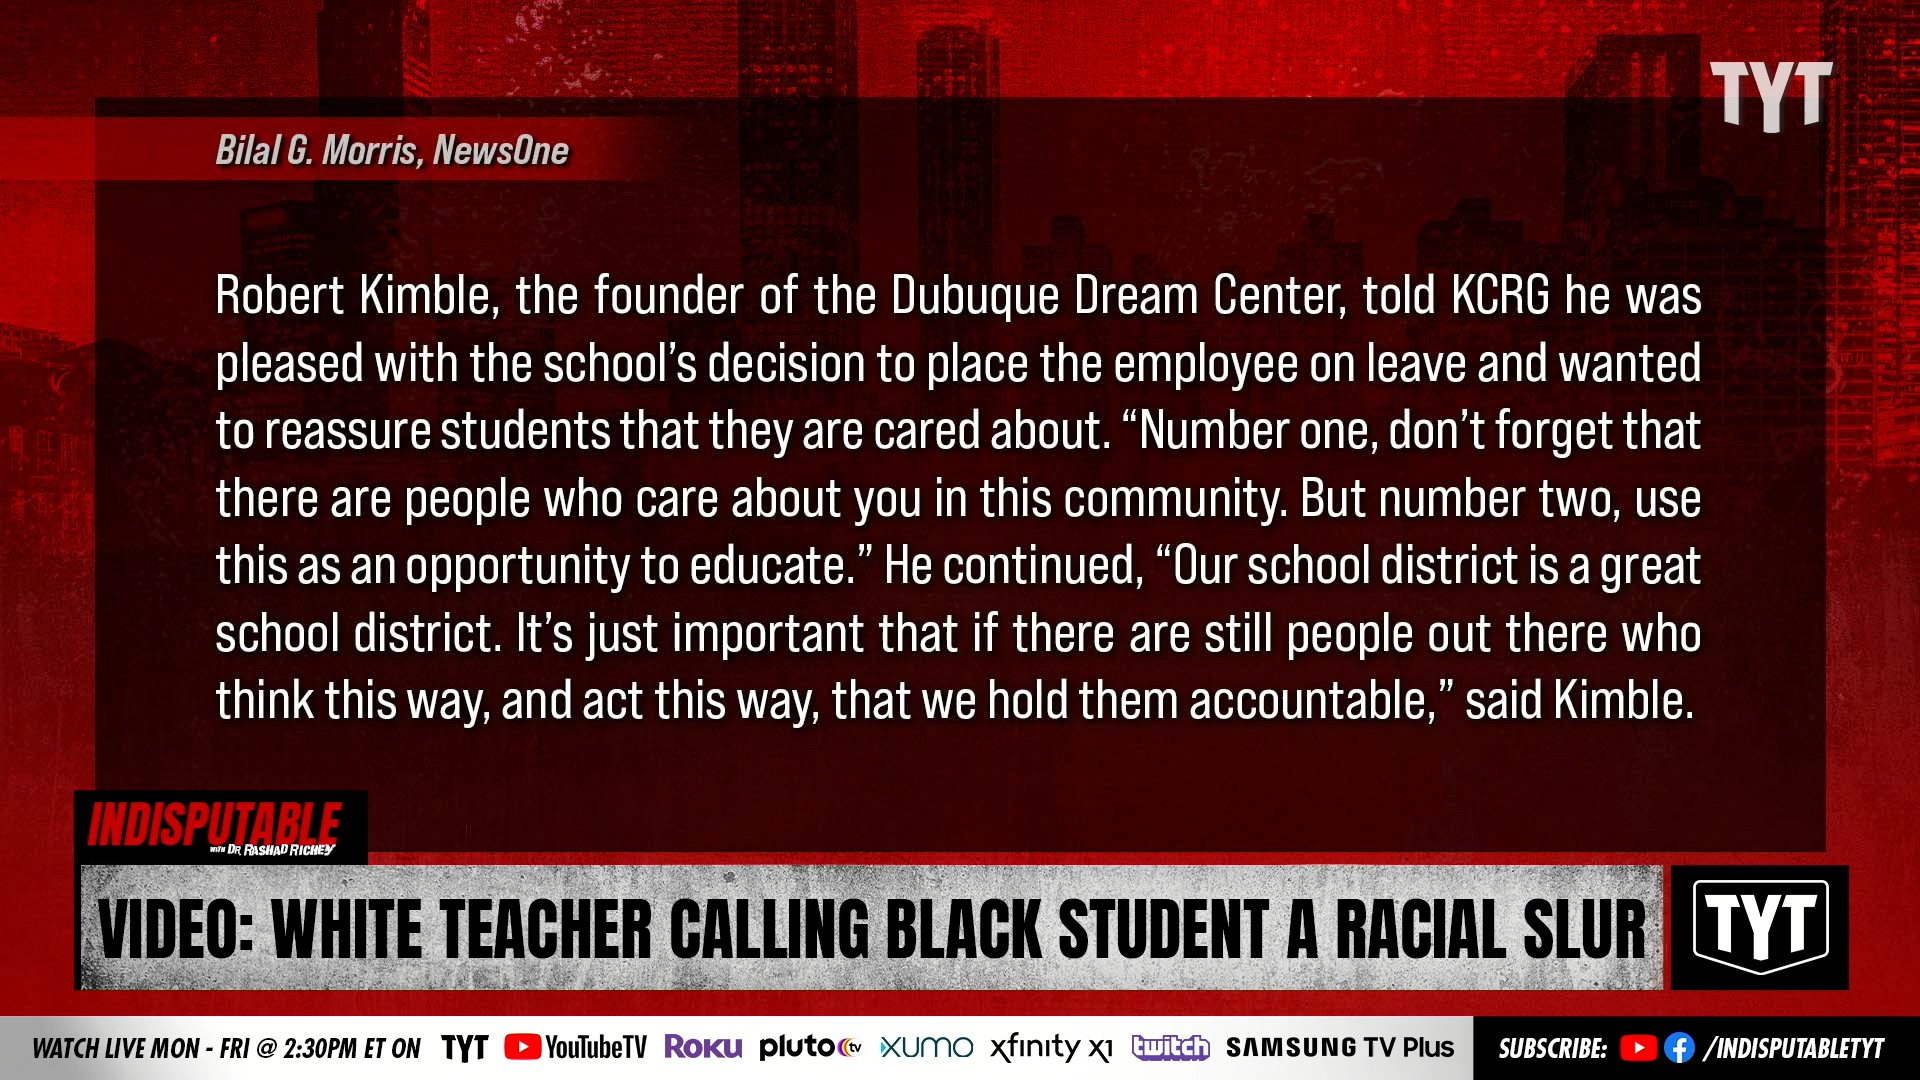 TYT
Bilal G. Morris, NewsOne
Robert Kimble, the founder of the Dubuque Dream Center, told KCRG he was
pleased with the school’s decision to place the employee on leave and wanted
to reassure students that they are cared about. “Number one, don’t forget that
there are people who care about you in this community. But number two, use
this as an opportunity to educate.” He continued, “Our school district is a great
school district. It’s just important that if there are still people out there who
think this way, and act this way, that we hold them accountable,” said Kimble.
INDISPUTABLE
WITH DR RASHAD RICHEY
VIDEO: WHITE TEACHER CALLING BLACK STUDENT A RACIAL SLUR
TYT
WATCH LIVE MON - FRI @ 2:30PM ET ON TYT YouTubeTV ROKU pluto tv XUMO xfinity X1 twitch SAMSUNG TV Plus SUBSCRIBE: /INDISPUTABLETYT